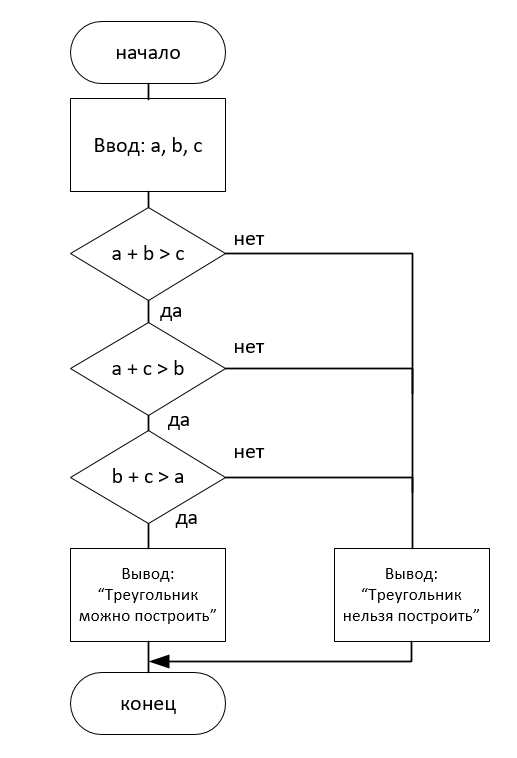 начало
Ввод: a, b, c
a + b > c
нет
да
a + c > b
нет
да
b + c > a
нет
да
Вывод:
“Треугольник
можно построить”
Вывод:
“Треугольник
нельзя построить”
конец